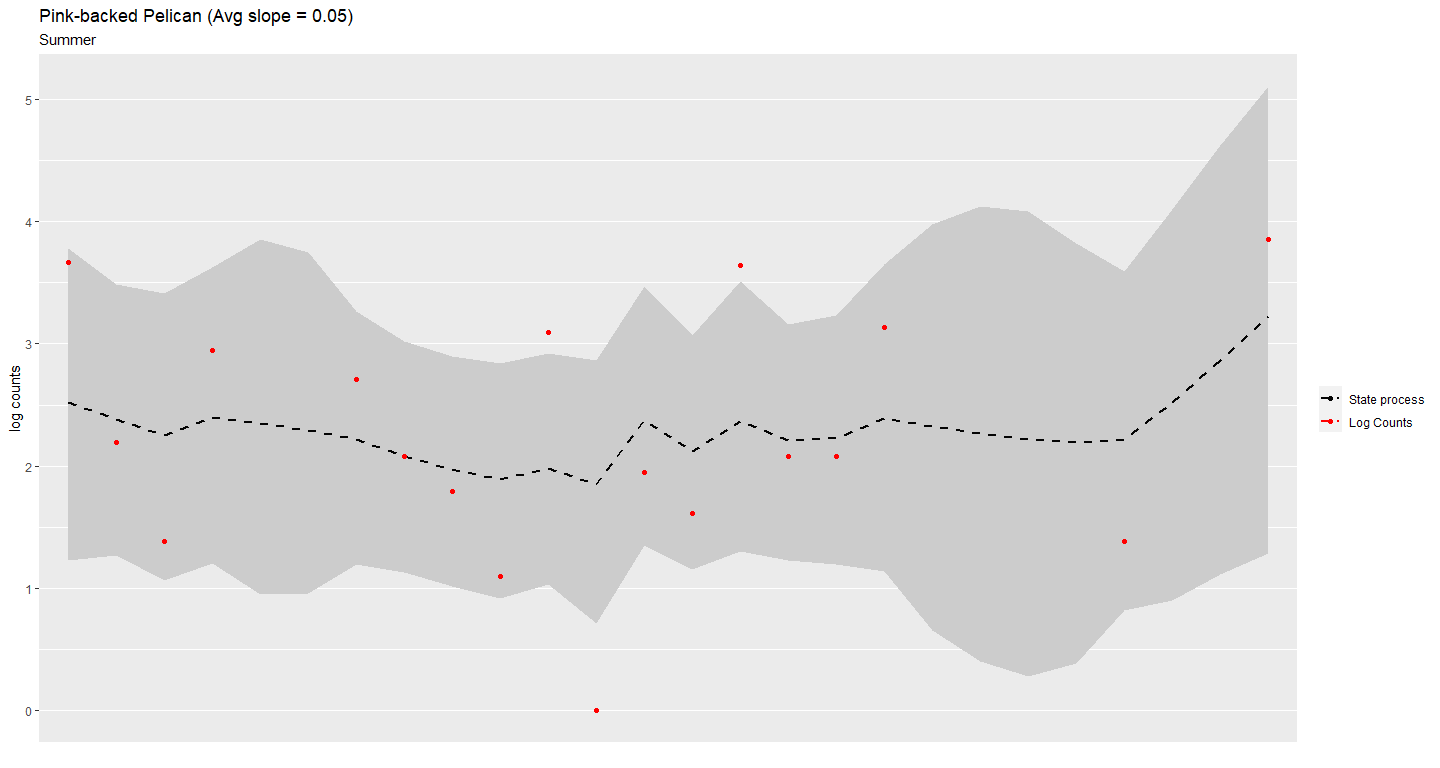 Pink-backed Pelican (Avg slope = 0.05)
Summer
5
4
3
2
1
0
log counts
State process
Log Counts